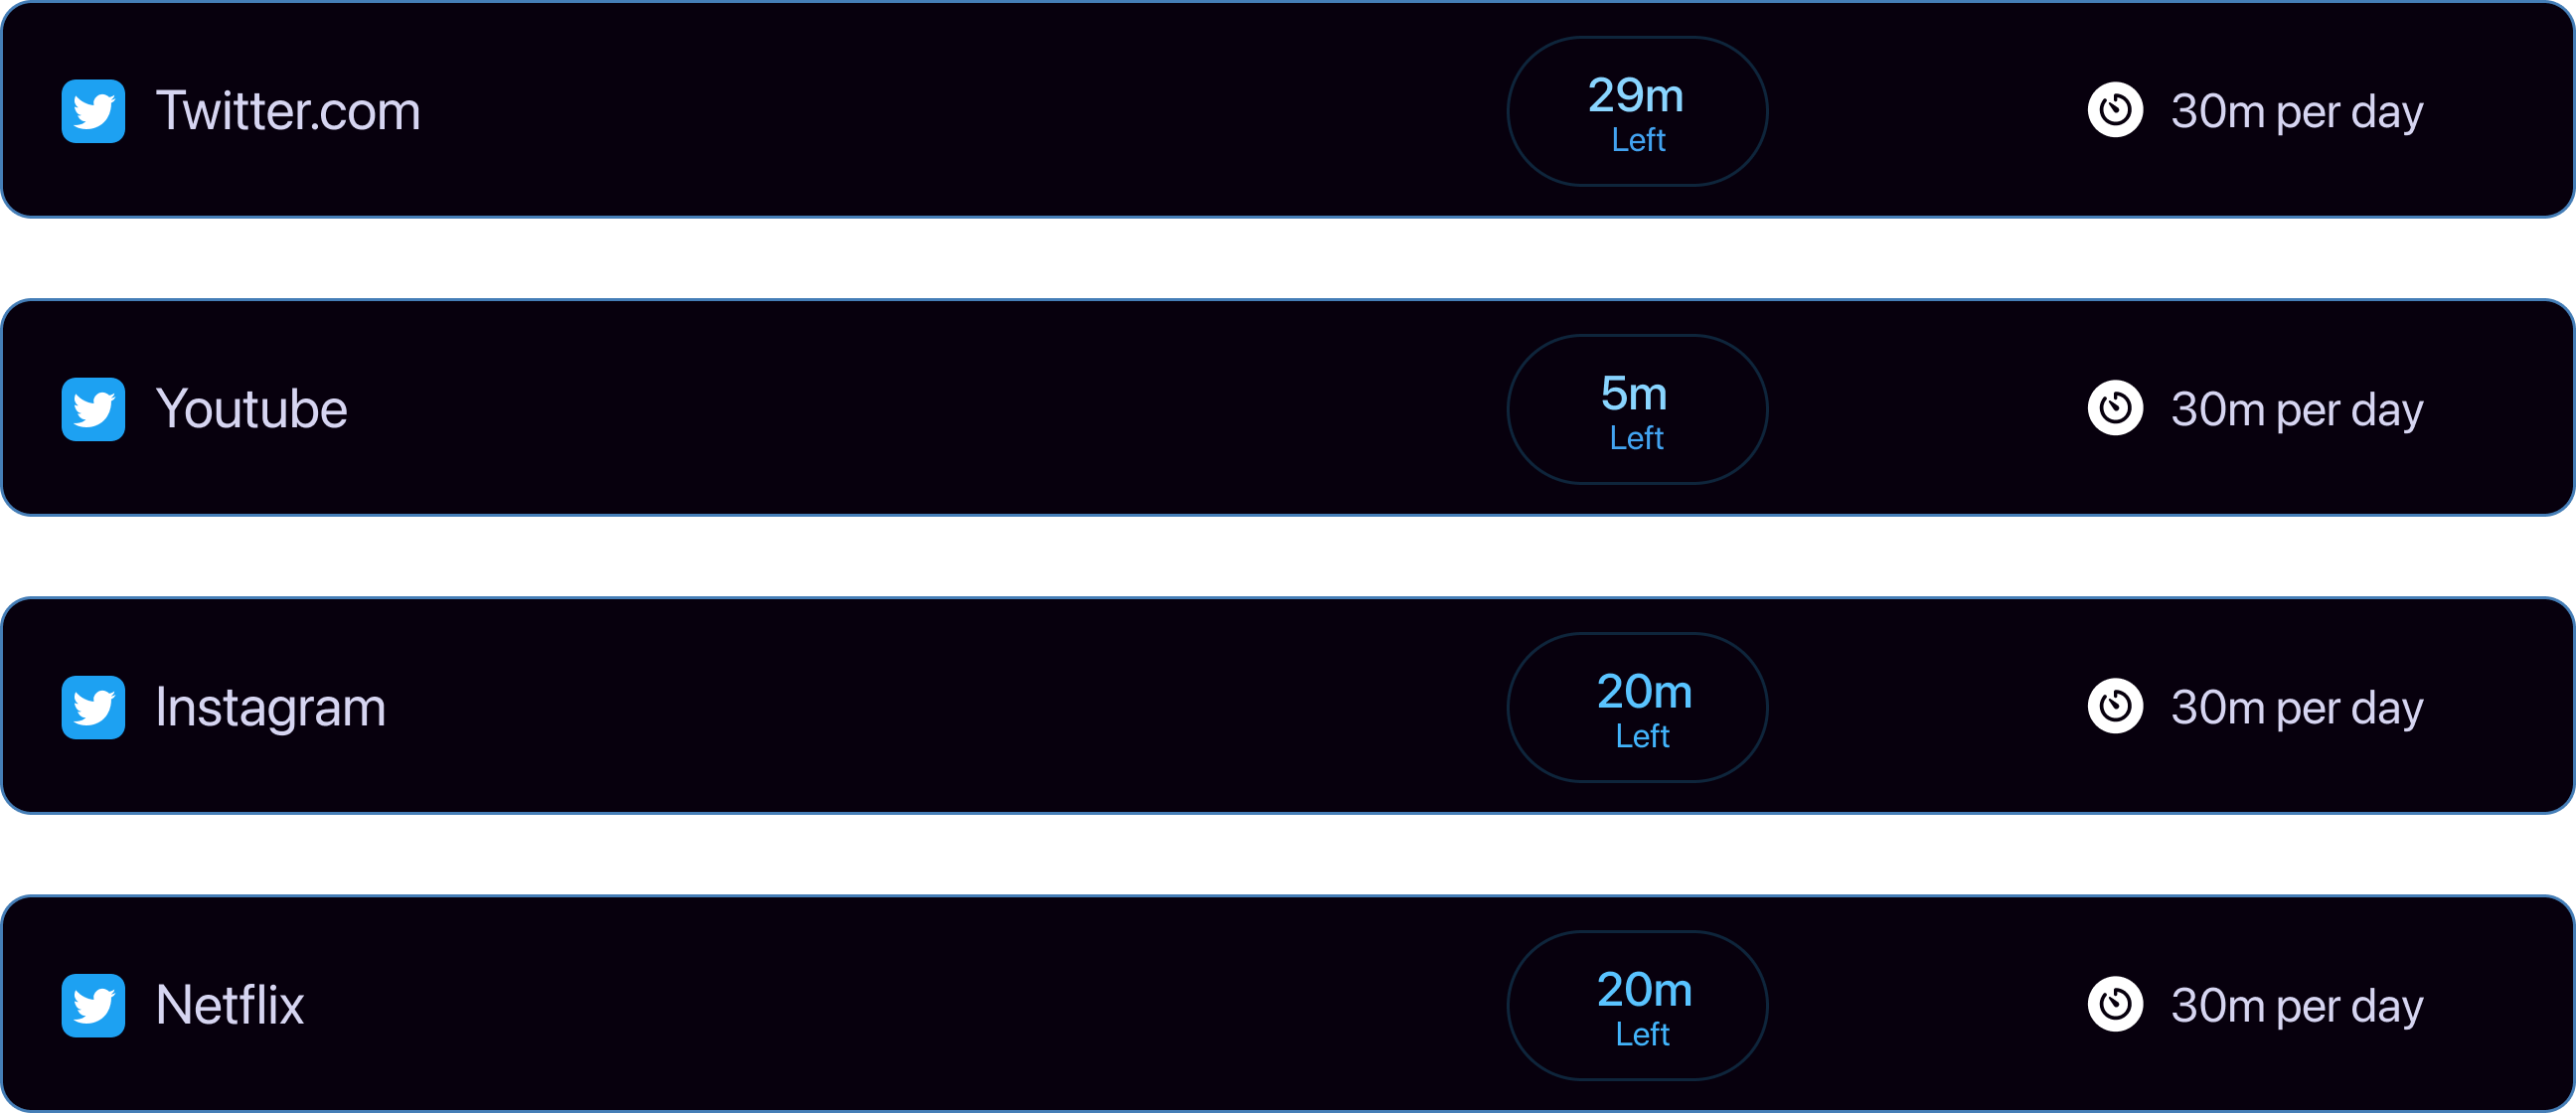 Twitter.com
29m
Left
30m per day
Youtube
5m
Left
30m per day
Instagram
20m
Left
30m per day
Netflix
20m
Left
30m per day